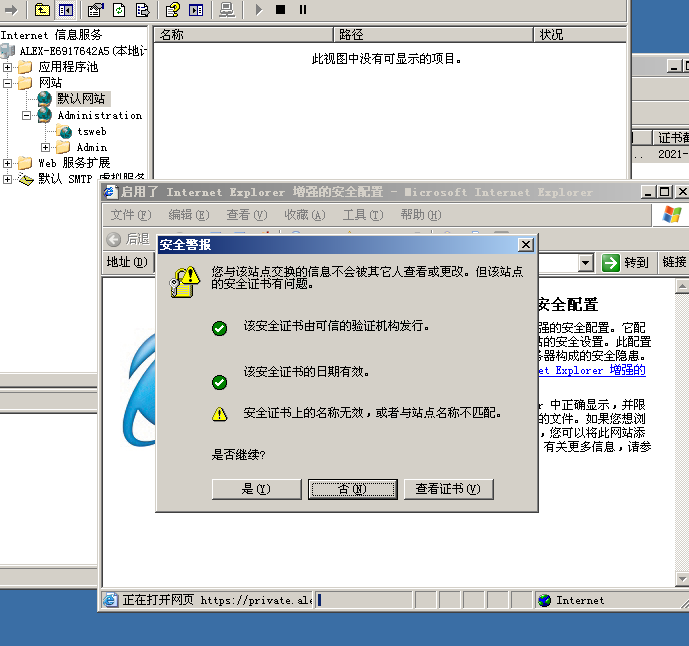 Internet 信息服务
ALEX-E6917642A5(本地计
应用程序池
网站
默认网站
Administration
tsweb
Admin
Web 服务扩展
默认 SMTP 虚拟服务
名称
路径
状况
此视图中没有可显示的项目。
证书截
2021-
启用了 Internet Explorer 增强的安全配置 - Microsoft Internet Explorer
文件(F)
编辑(E)
查看(V)
收藏(A)
工具(T)
帮助(H)
后退
地址(D)
转到
链接
安全警报
您与该站点交换的信息不会被其它人查看或更改。但该站点
的安全证书有问题。
该安全证书由可信的验证机构发行。
该安全证书的日期有效。
安全证书上的名称无效，或者与站点名称不匹配。
是否继续?
是(Y)
否(N)
查看证书(V)
安全配置
强的安全配置。它配
站的安全设置。此配置
务器构成的安全隐患。
et Explorer 增强的
er 中正确显示，并限
的文件。如果您想浏
，您可以将此网站添
有关更多信息，请参
正在打开网页 https://private.ale
Internet